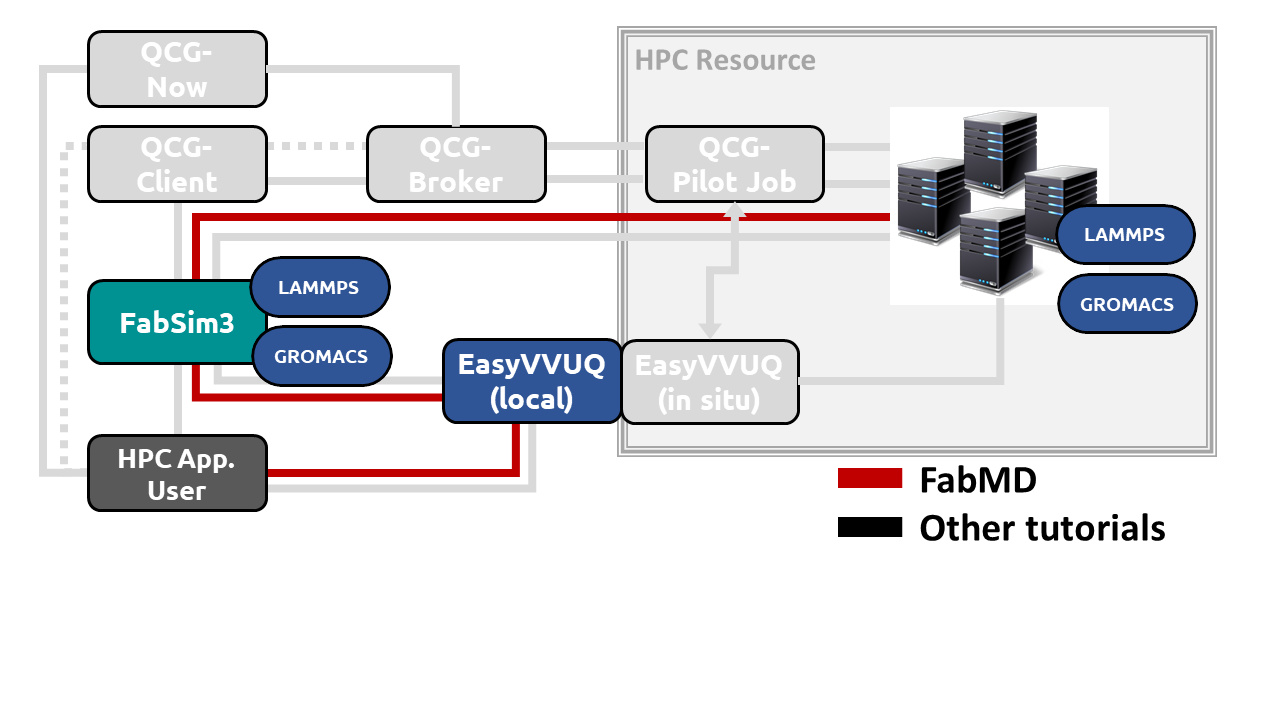 QCG-
Now
HPC Resource
QCG-
Client
QCG-
Broker
QCG-
Pilot Job
LAMMPS
GROMACS
FabSim3
LAMMPS
GROMACS
EasyVVUQ
(local)
EasyVVUQ
(in situ)
HPC App.
User
FabMD
Other tutorials